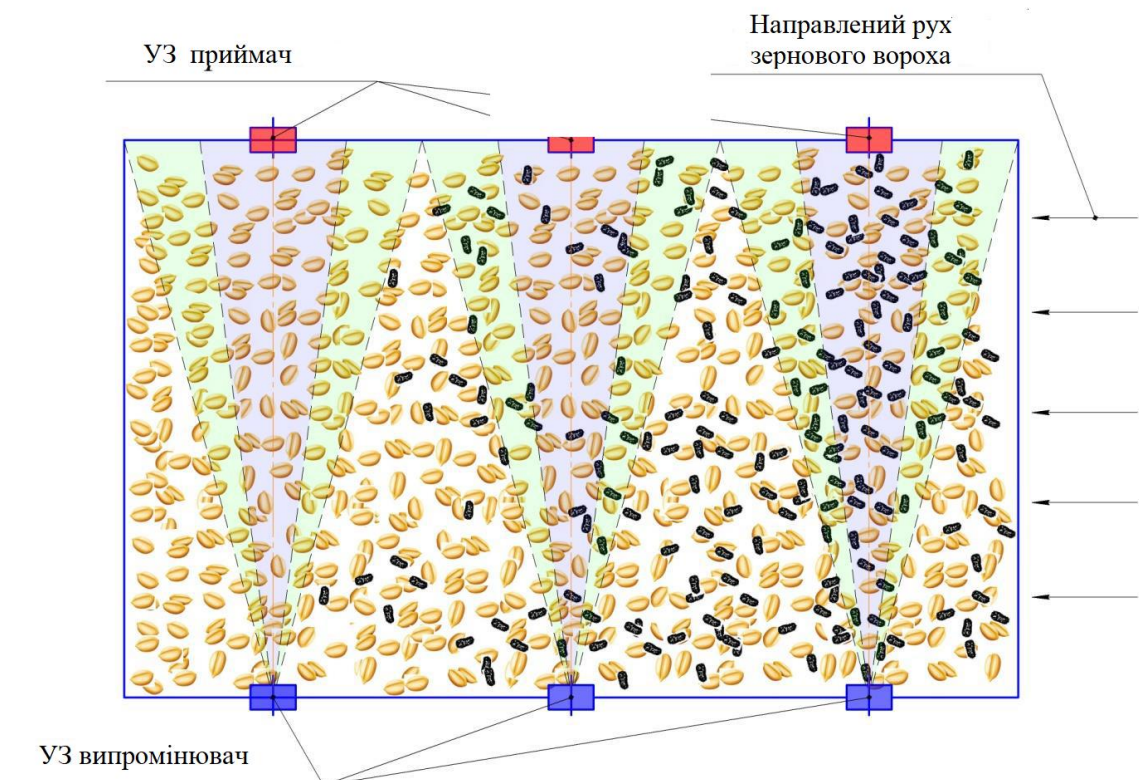 УЗ приймач
Направлений рух
зернового вороха
УЗ випромінювач